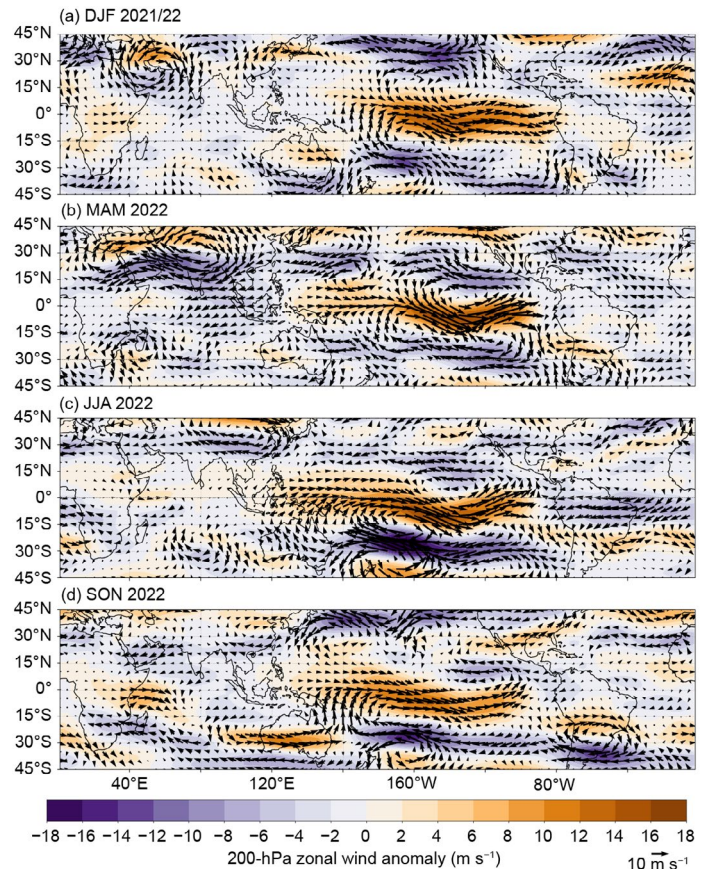 (a) DJF 2021/22
45°N
30°N
15°N
0°
15°S
30°S
45°S
(b) MAM 2022
45°N
30°N
15°N
0°
15°S
30°S
45°S
(c) JJA 2022
45°N
30°N
15°N
0°
15°S
30°S
45°S
(d) SON 2022
45°N
30°N
15°N
0°
15°S
30°S
45°S
40°E 120°E 160°W 80°W
−18 −16 −14 −12 −10 −8 −6 −4 −2 0 2 4 6 8 10 12 14 16 18
200-hPa zonal wind anomaly (m s⁻¹) 10 m s⁻¹